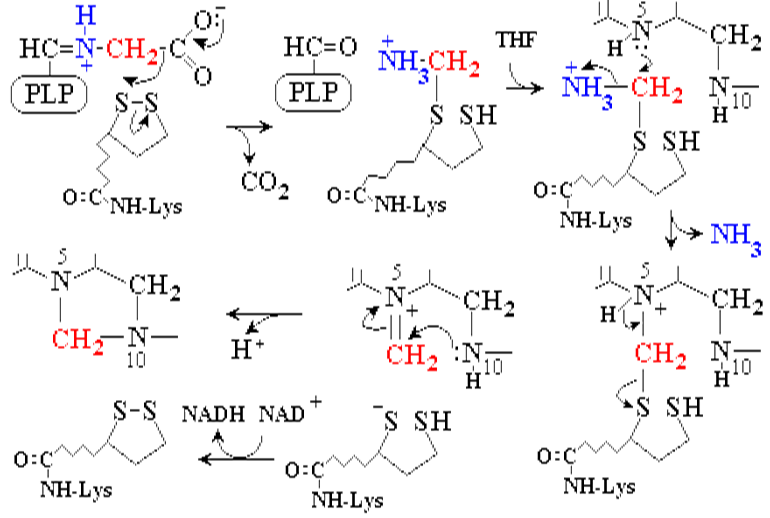 H
HC=N-CH2-C
+
O:-
O
PLP
S-S
O=C
NH-Lys
CO2
HC=O
PLP
+
NH3
CH2
S
SH
O=C
NH-Lys
THF
5
N
H
CH2
+
NH3
CH2
N
H
10
S
SH
O=C
NH-Lys
NH3
5
N
+
H
CH2
CH2
N
H
10
S
SH
O=C
NH-Lys
5
N
+
CH2
CH2
:N
H
10
H+
5
N
CH2
CH2
N
10
-S
SH
O=C
NH-Lys
NADH
NAD+
S-S
O=C
NH-Lys